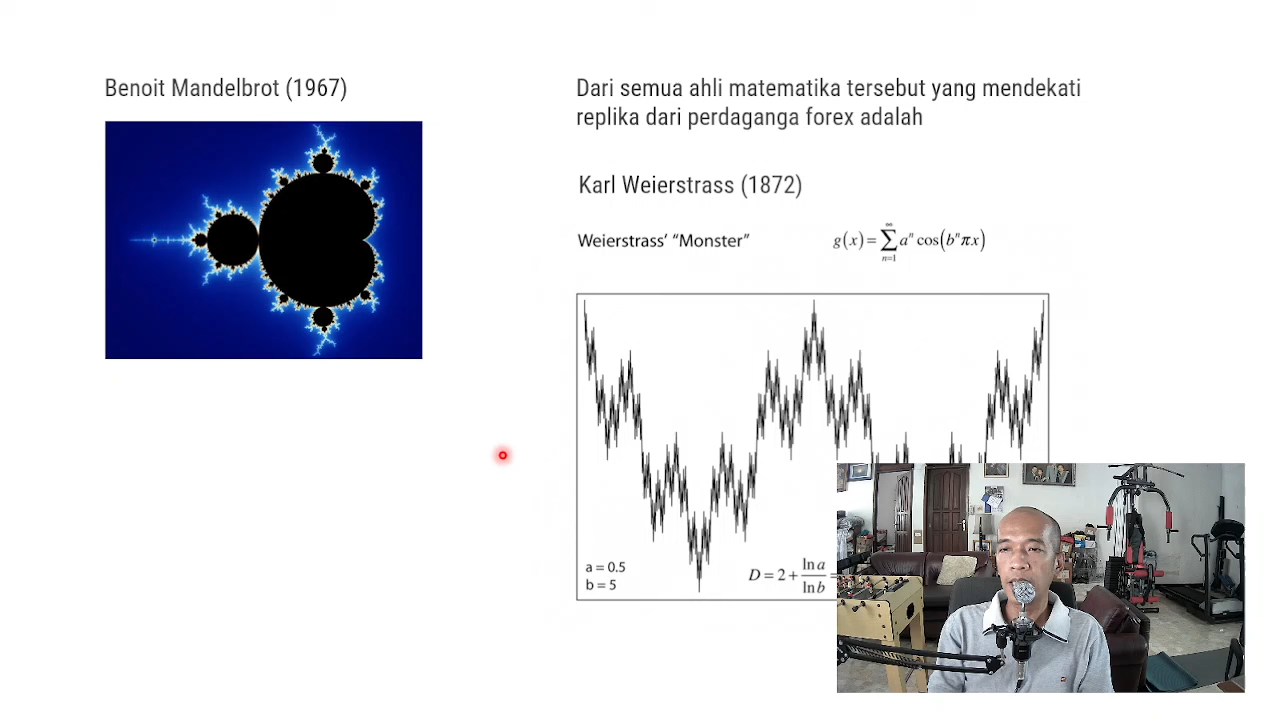 Benoit Mandelbrot (1967)
Dari semua ahli matematika tersebut yang mendekati
replika dari perdaganga forex adalah
Karl Weierstrass (1872)
Weierstrass’ “Monster”
g(x) = ∑_{n=1}^{∞} aⁿ cos(bⁿπx)
a = 0.5
b = 5
D = 2 + ln a / ln b =